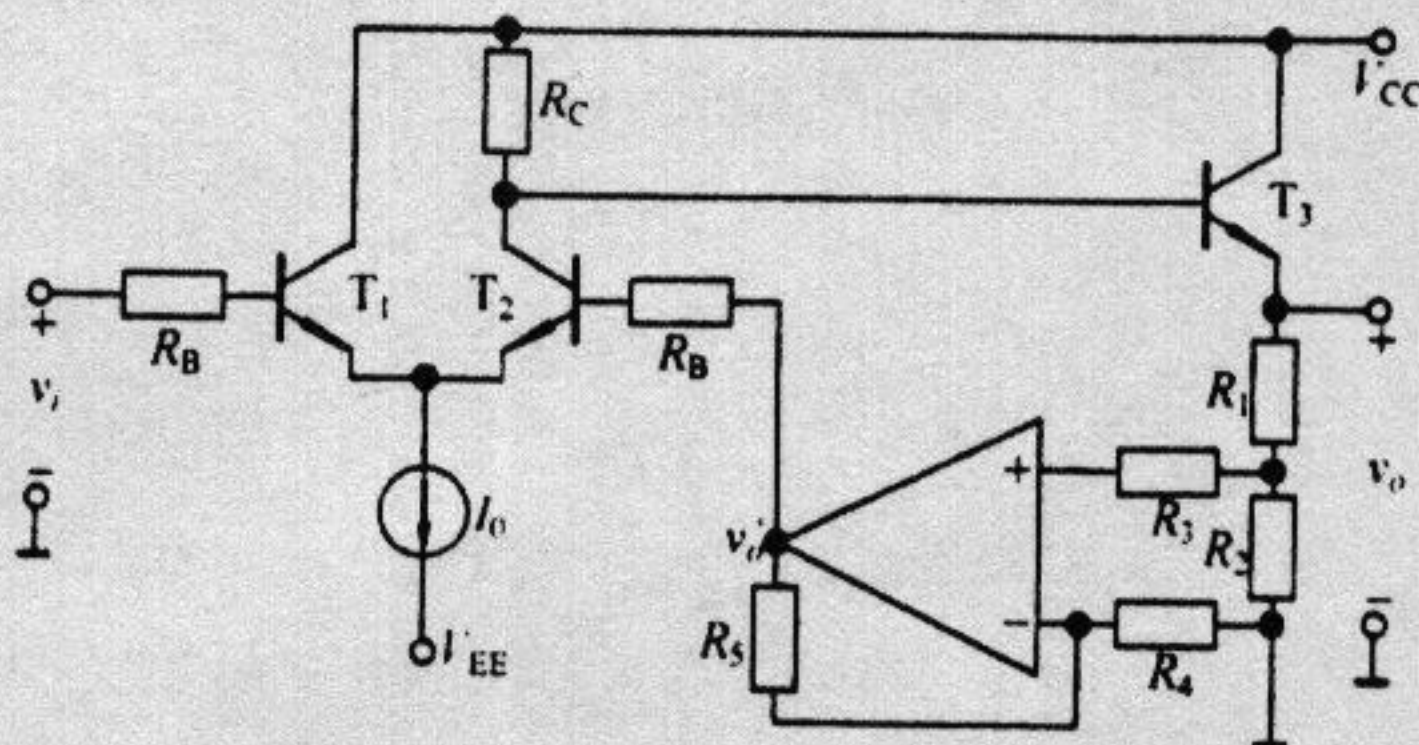 R_C
V_CC
T_3
T_1
T_2
+
R_B
R_B
+
v_i
R_1
+
R_3
v_o
−
I_0
v_o'
R_2
−
R_5
−
R_4
V_EE